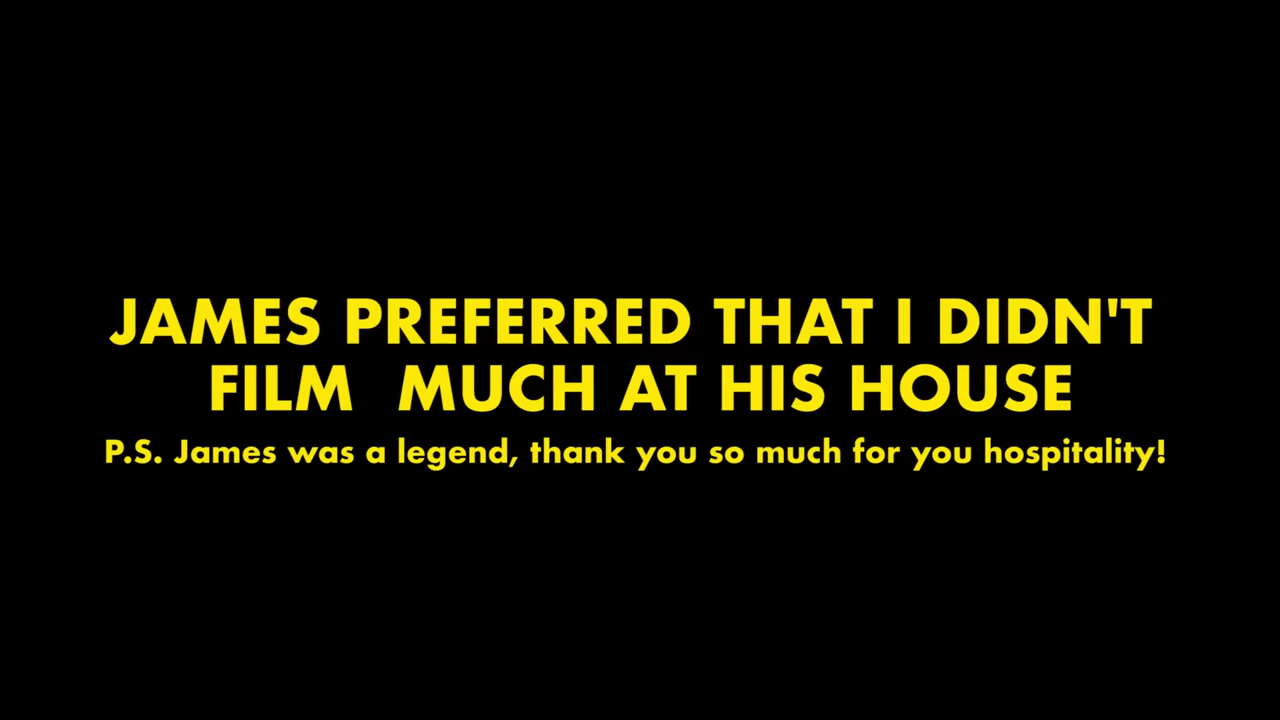 JAMES PREFERRED THAT I DIDN'T
FILM  MUCH AT HIS HOUSE
P.S. James was a legend, thank you so much for you hospitality!